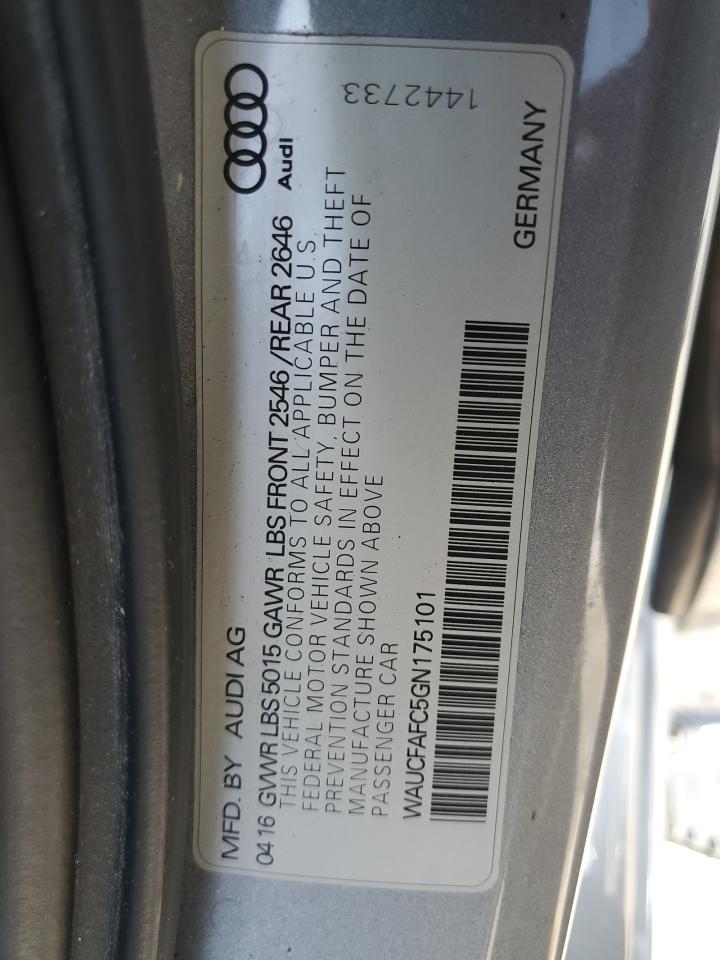 MFD. BY AUDI AG
04 16 GVWR LBS 5015 GAWR LBS FRONT 2546 /REAR 2646
THIS VEHICLE CONFORMS TO ALL APPLICABLE U.S.
FEDERAL MOTOR VEHICLE SAFETY, BUMPER AND THEFT
PREVENTION STANDARDS IN EFFECT ON THE DATE OF
MANUFACTURE SHOWN ABOVE
PASSENGER CAR
WAUCFAFC5GN175101
GERMANY
Audi
1442733